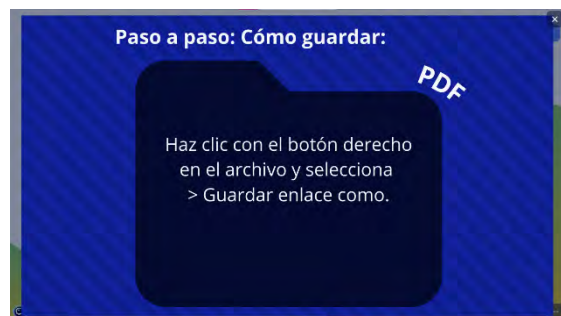 Paso a paso: Cómo guardar:
PDF
Haz clic con el botón derecho
en el archivo y selecciona
> Guardar enlace como.